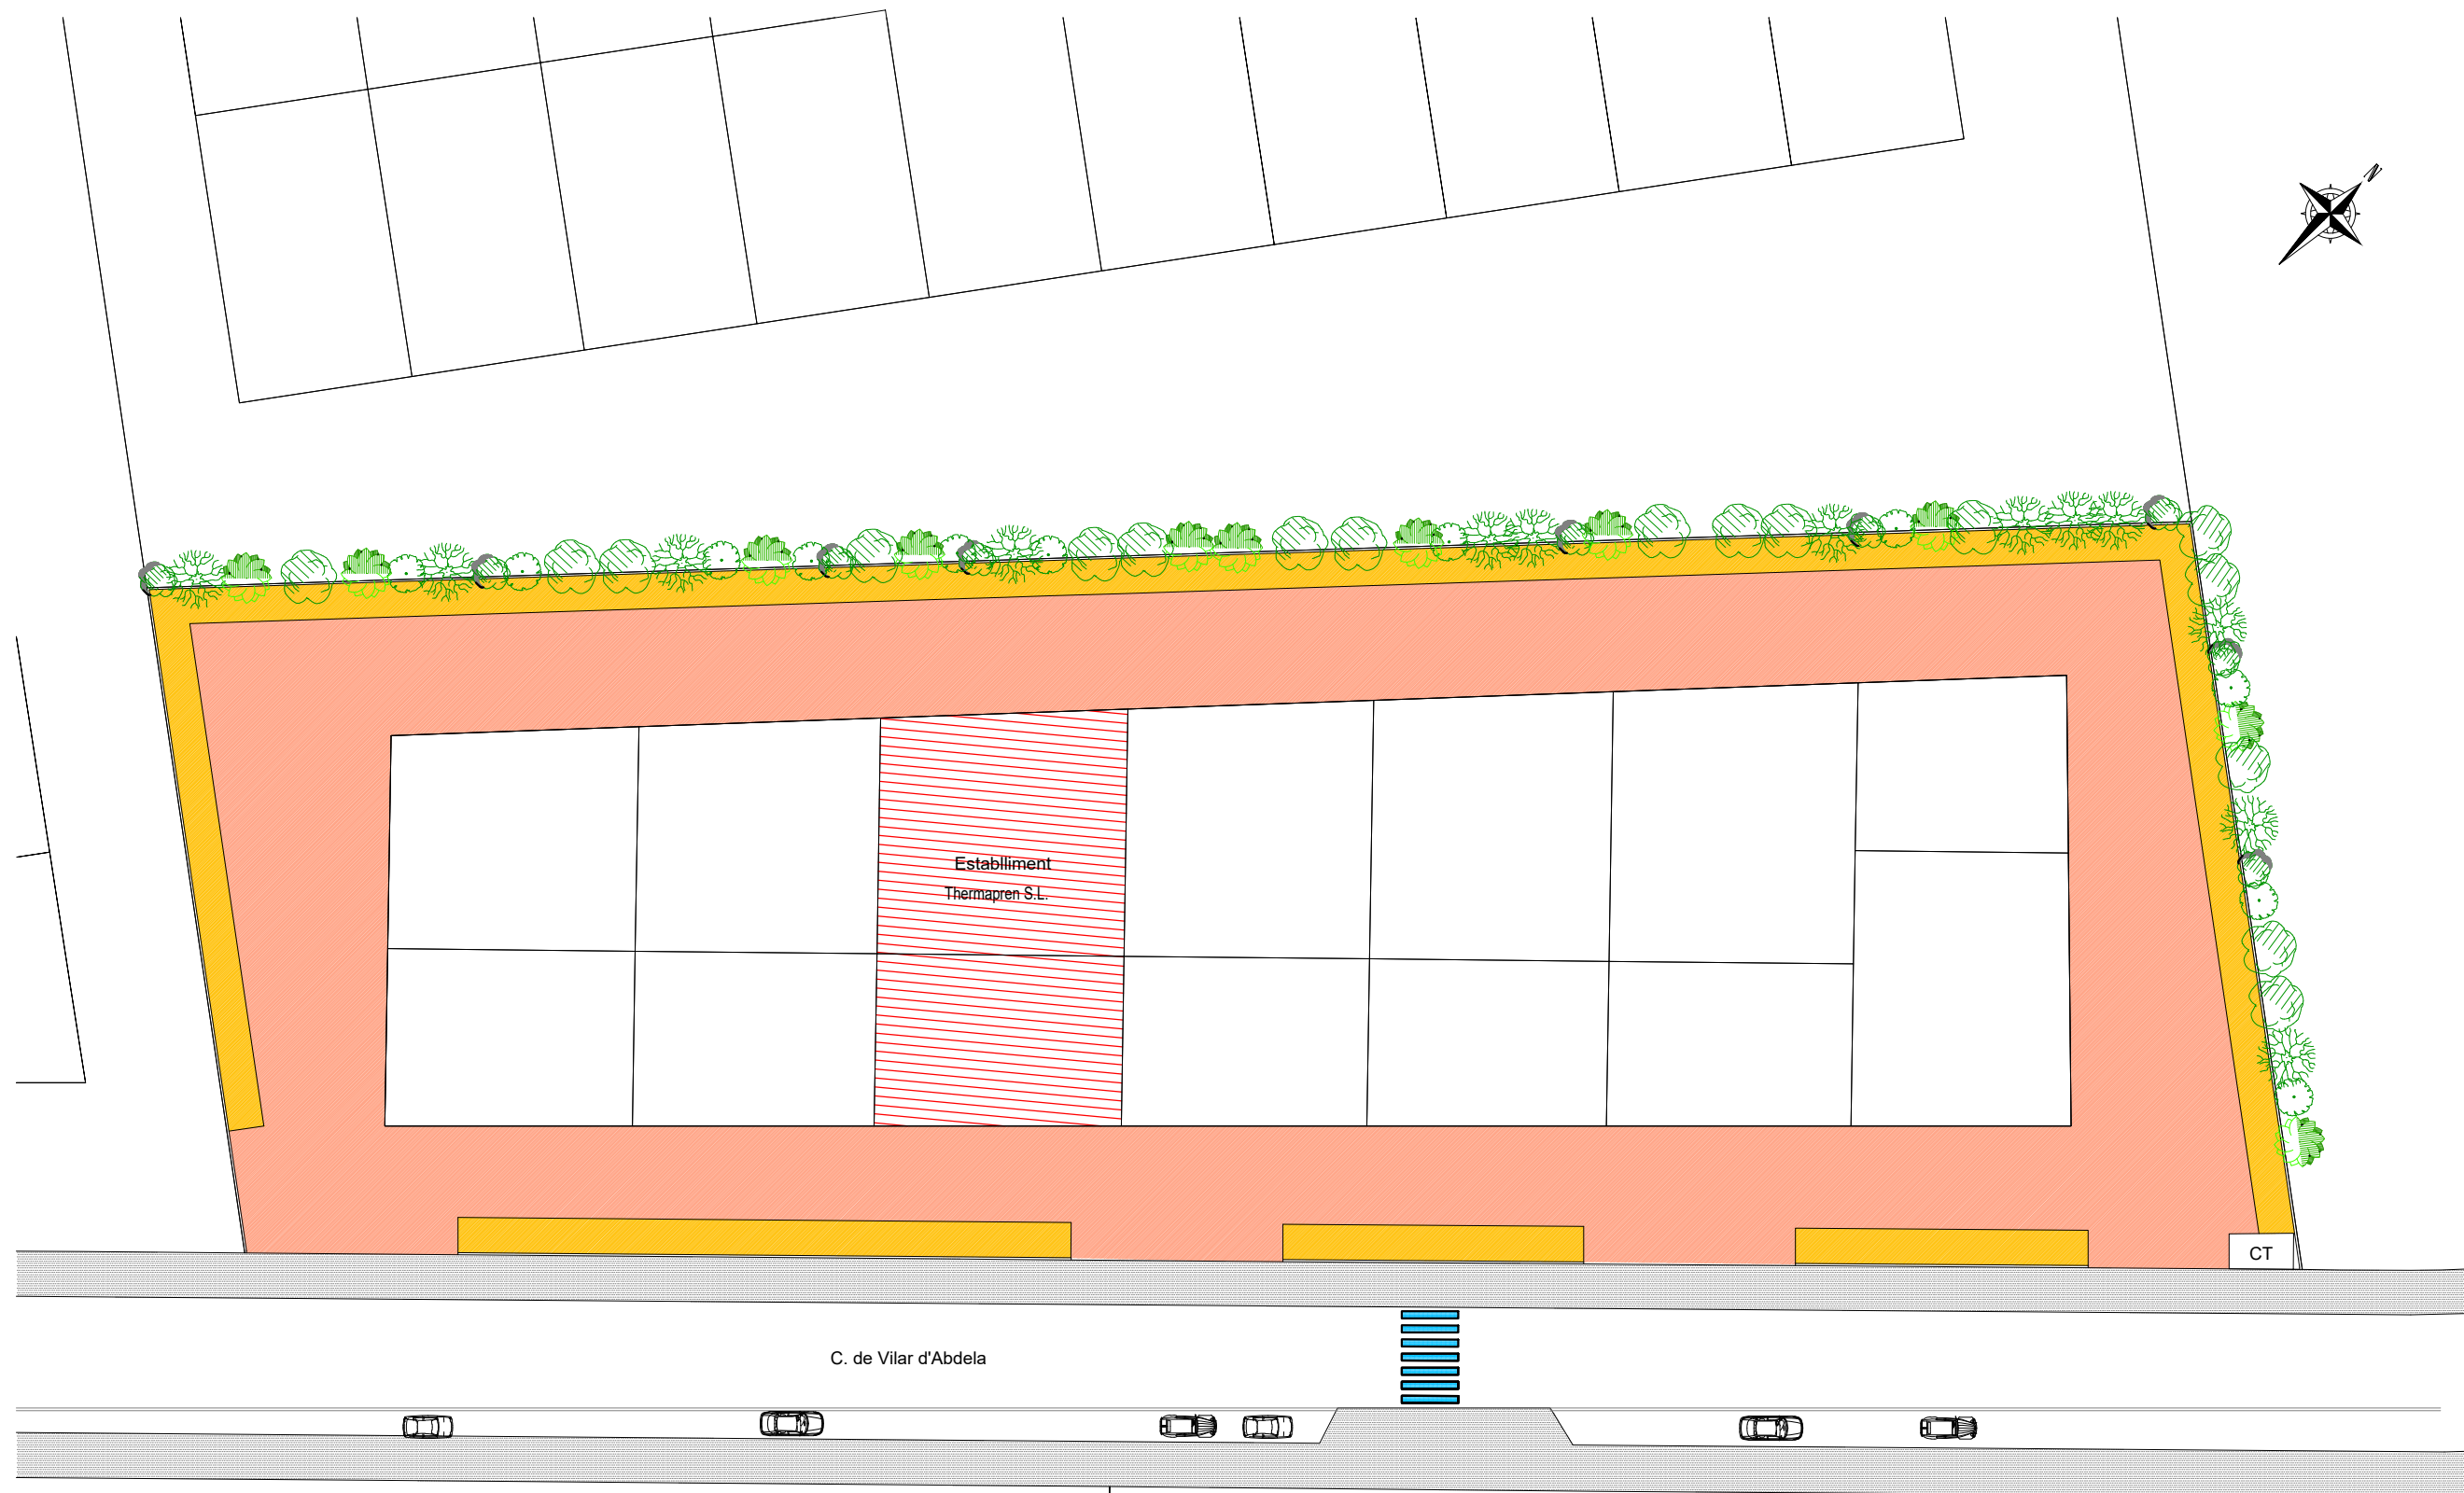 N
Establliment
Thermapren S.L.
CT
C. de Vilar d'Abdela